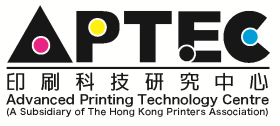 APTEC
印刷科技研究中心
Advanced Printing Technology Centre
(A Subsidiary of The Hong Kong Printers Association)